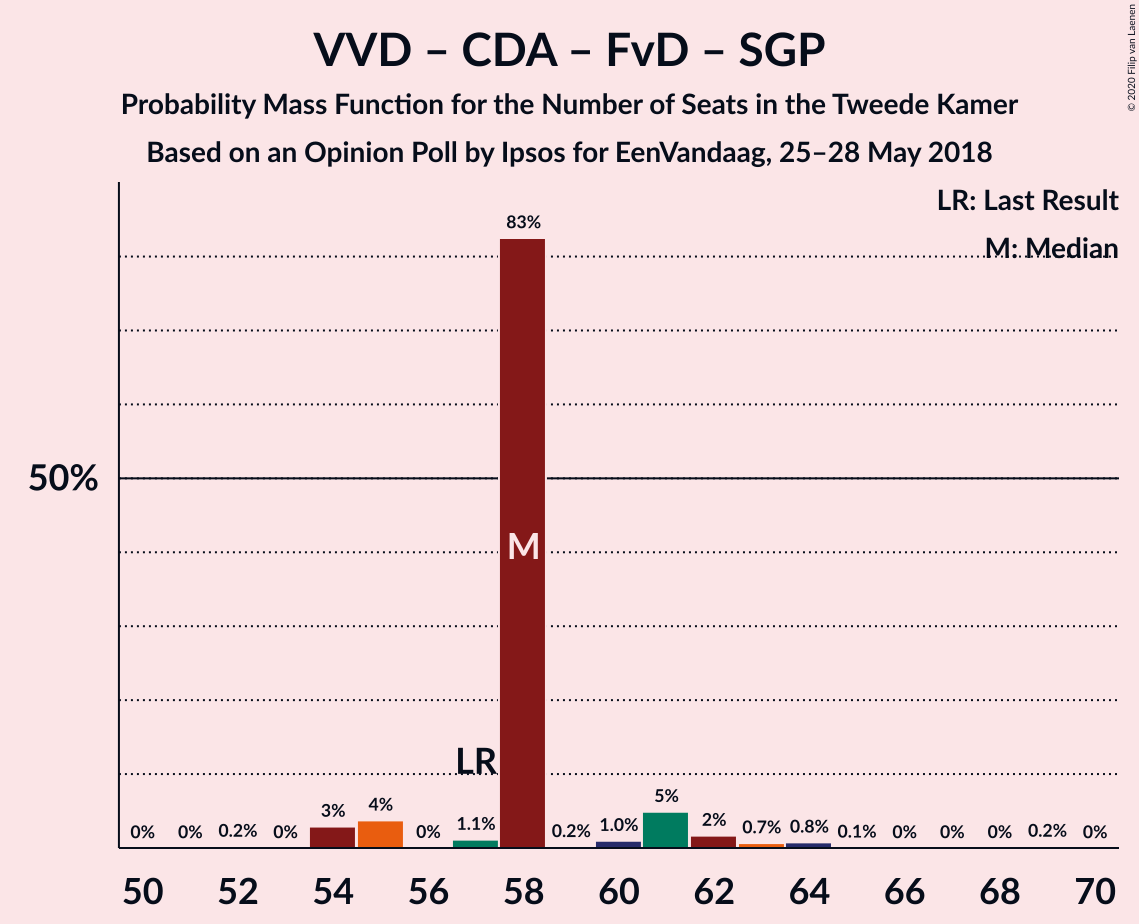 VVD – CDA – FvD – SGP
Probability Mass Function for the Number of Seats in the Tweede Kamer
Based on an Opinion Poll by Ipsos for EenVandaag, 25–28 May 2018
© 2020 Filip van Laenen
LR: Last Result
M: Median
50%
0% 0% 0.2% 0% 3% 4% 0% 1.1% 83% 0.2% 1.0% 5% 2% 0.7% 0.8% 0.1% 0% 0% 0% 0.2% 0%
M
LR
50 52 54 56 58 60 62 64 66 68 70